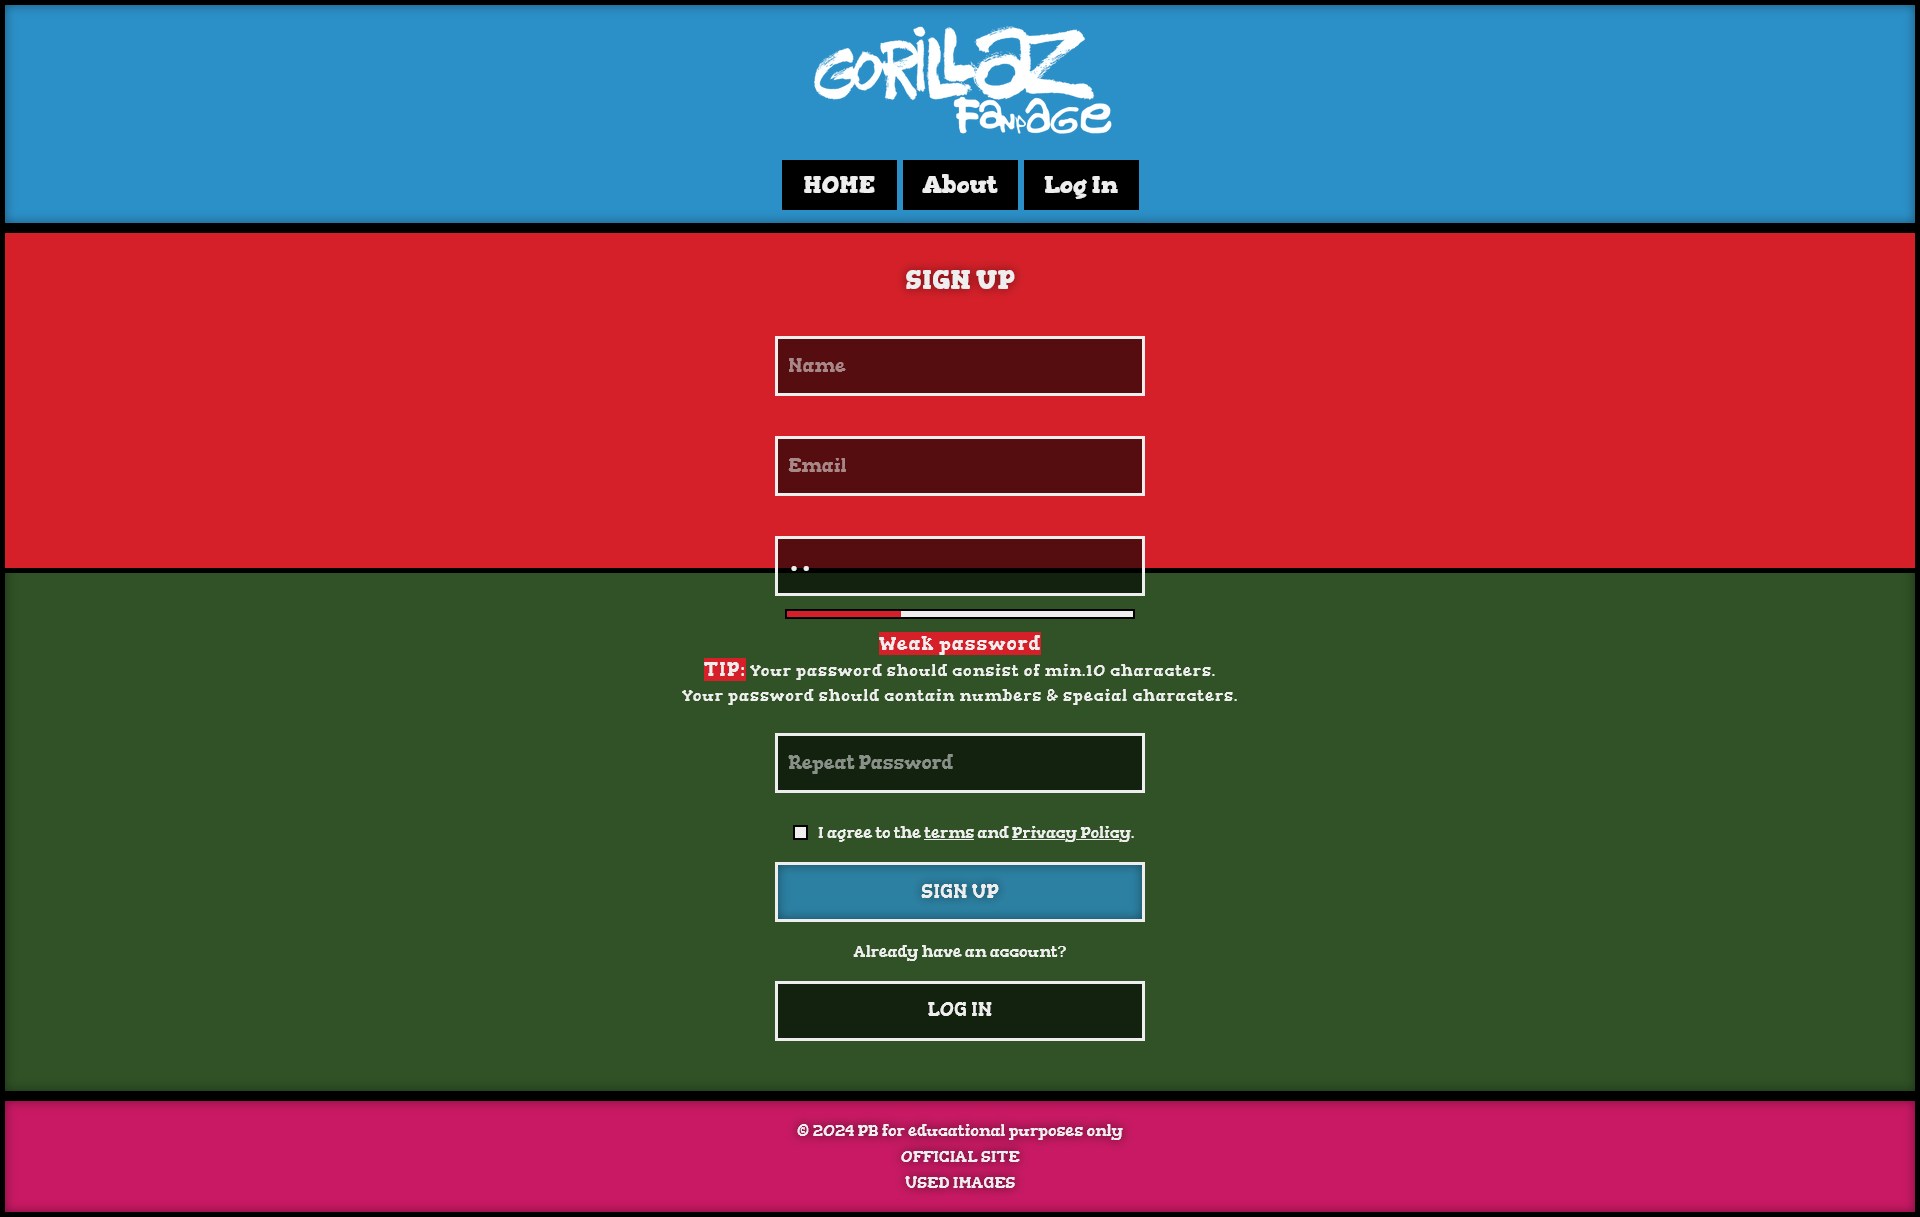 GORILLAZ
FANPAGE
HOME About Log In
SIGN UP
Name
Email
Weak password
TIP: Your password should consist of min.10 characters.
Your password should contain numbers & special characters.
Repeat Password
I agree to the terms and Privacy Policy.
SIGN UP
Already have an account?
LOG IN
© 2024 PB for educational purposes only
OFFICIAL SITE
USED IMAGES